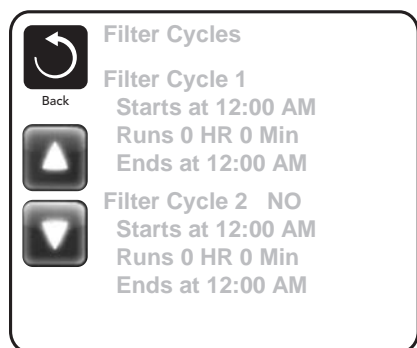 Filter Cycles
Back
Filter Cycle 1
Starts at 12:00 AM
Runs 0 HR 0 Min
Ends at 12:00 AM
Filter Cycle 2 NO
Starts at 12:00 AM
Runs 0 HR 0 Min
Ends at 12:00 AM